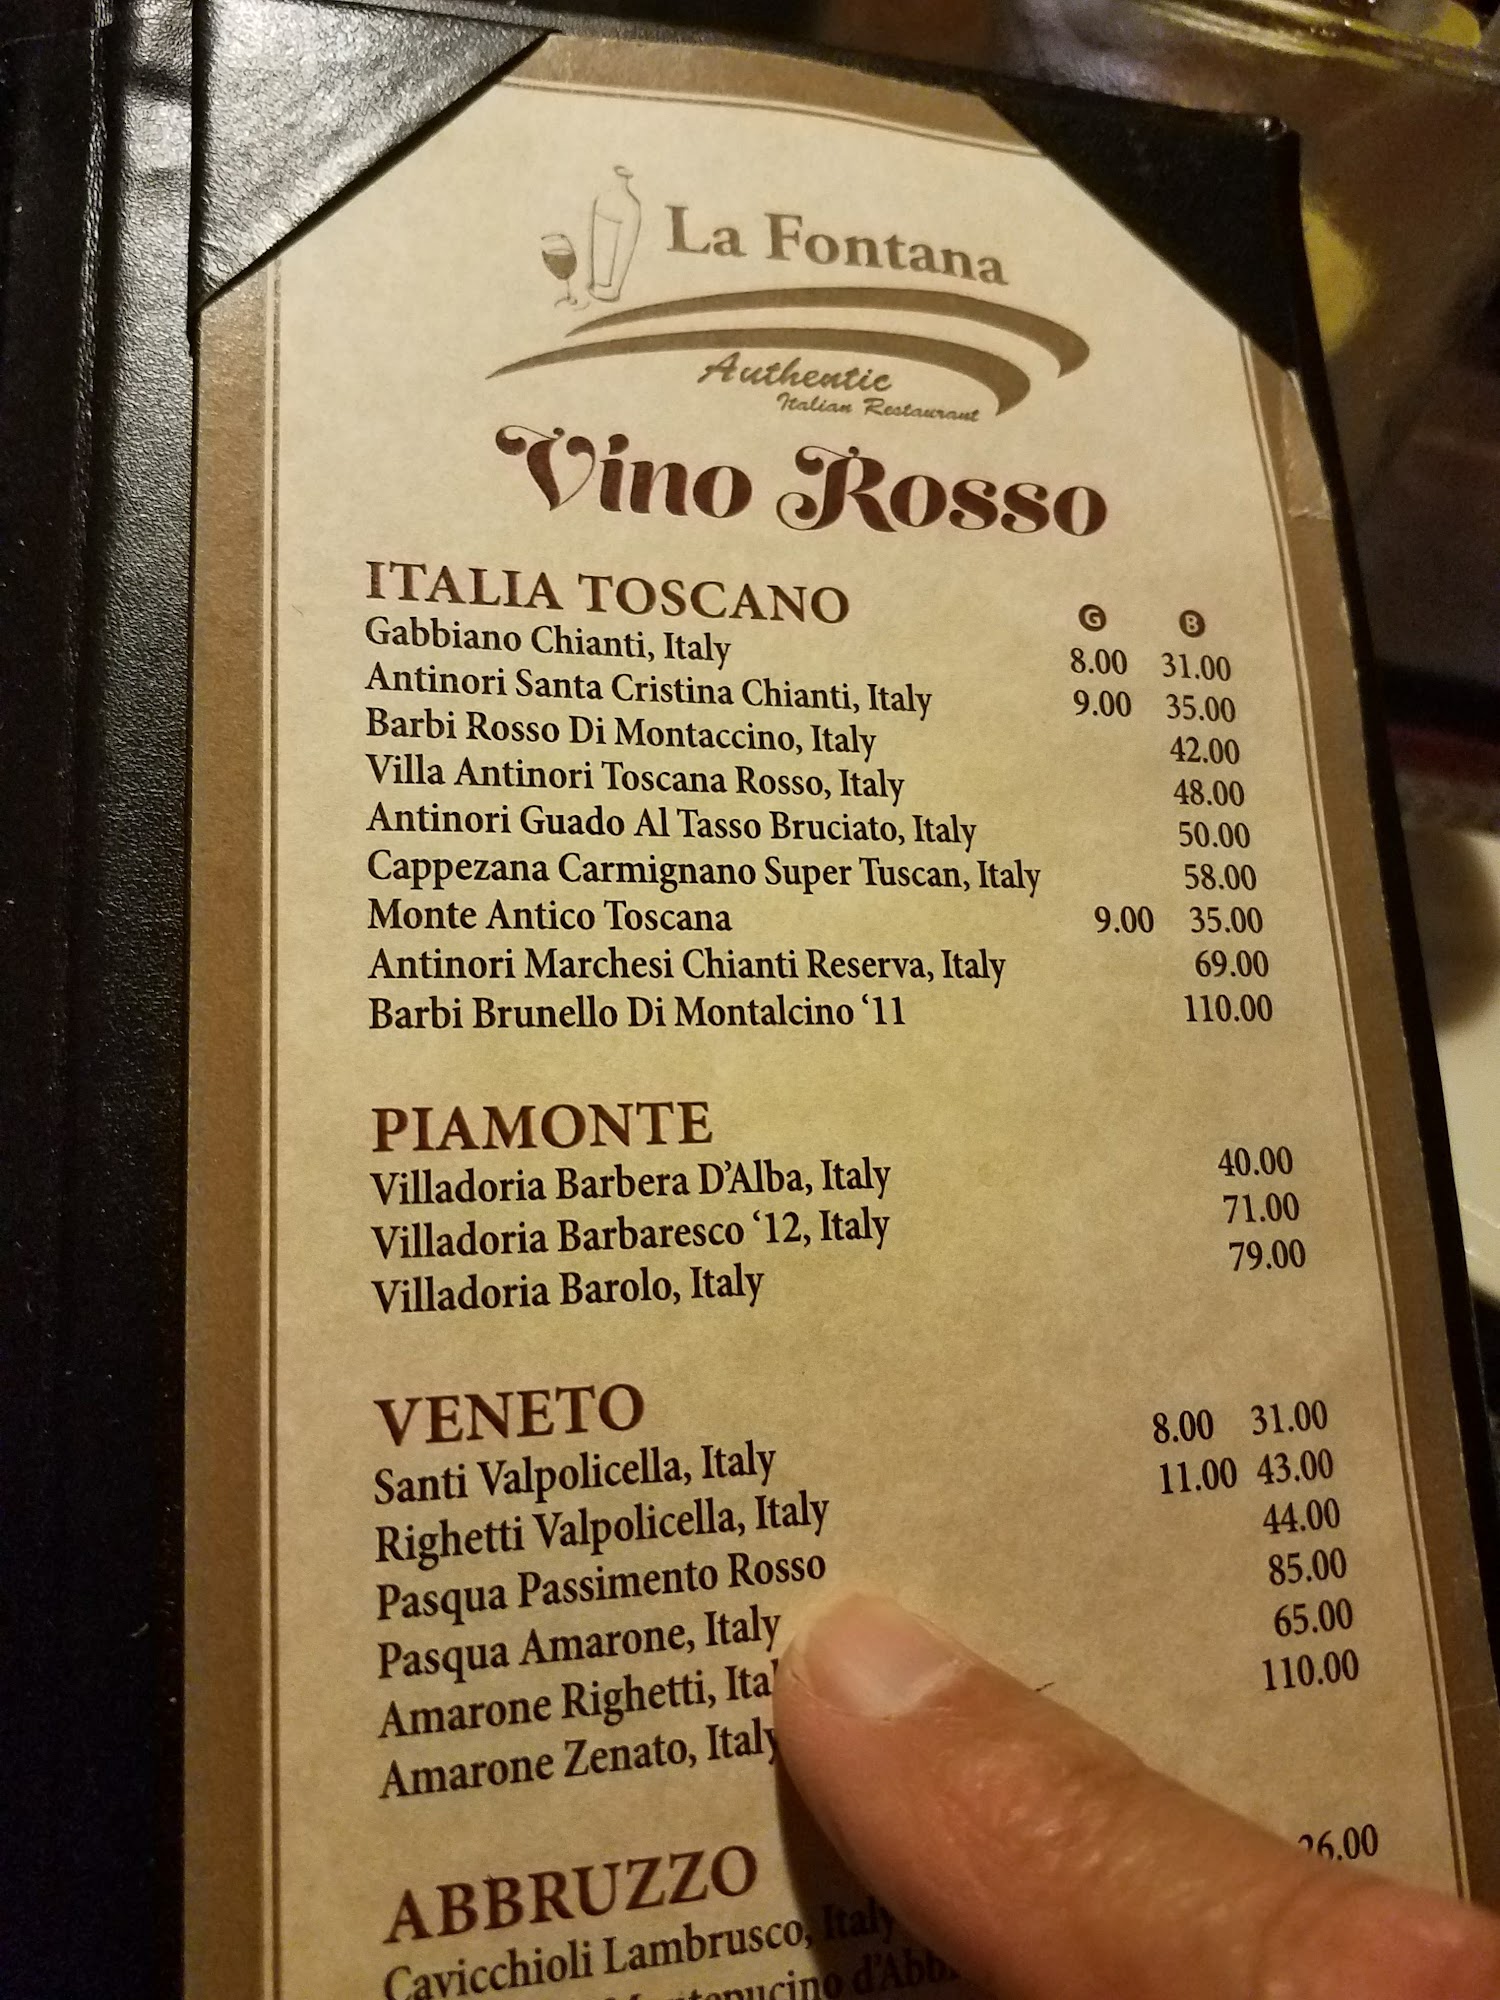 La Fontana
Authentic
Italian Restaurant
Vino Rosso
ITALIA TOSCANO G B
Gabbiano Chianti, Italy 8.00 31.00
Antinori Santa Cristina Chianti, Italy 9.00 35.00
Barbi Rosso Di Montaccino, Italy 42.00
Villa Antinori Toscana Rosso, Italy 48.00
Antinori Guado Al Tasso Bruciato, Italy 50.00
Cappezana Carmignano Super Tuscan, Italy 58.00
Monte Antico Toscana 9.00 35.00
Antinori Marchesi Chianti Reserva, Italy 69.00
Barbi Brunello Di Montalcino ‘11 110.00
PIAMONTE
Villadoria Barbera D’Alba, Italy 40.00
Villadoria Barbaresco ‘12, Italy 71.00
Villadoria Barolo, Italy 79.00
VENETO
Santi Valpolicella, Italy 8.00 31.00
Righetti Valpolicella, Italy 11.00 43.00
Pasqua Passimento Rosso 44.00
Pasqua Amarone, Italy 85.00
Amarone Righetti, Ital 65.00
Amarone Zenato, Italy 110.00
ABBRUZZO
Cavicchioli Lambrusco, Italy 26.00